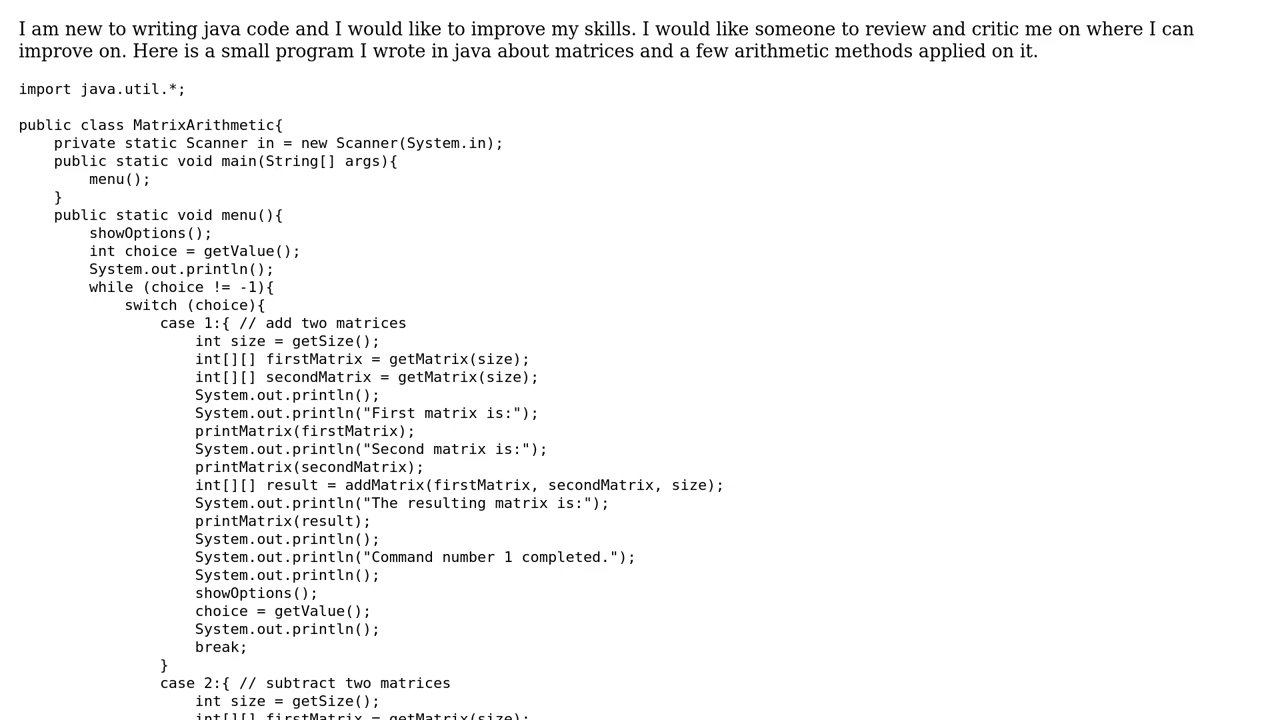 I am new to writing java code and I would like to improve my skills. I would like someone to review and critic me on where I can
improve on. Here is a small program I wrote in java about matrices and a few arithmetic methods applied on it.
import java.util.*;
public class MatrixArithmetic{
    private static Scanner in = new Scanner(System.in);
    public static void main(String[] args){
        menu();
    }
    public static void menu(){
        showOptions();
        int choice = getValue();
        System.out.println();
        while (choice != -1){
            switch (choice){
                case 1:{ // add two matrices
                    int size = getSize();
                    int[][] firstMatrix = getMatrix(size);
                    int[][] secondMatrix = getMatrix(size);
                    System.out.println();
                    System.out.println("First matrix is:");
                    printMatrix(firstMatrix);
                    System.out.println("Second matrix is:");
                    printMatrix(secondMatrix);
                    int[][] result = addMatrix(firstMatrix, secondMatrix, size);
                    System.out.println("The resulting matrix is:");
                    printMatrix(result);
                    System.out.println();
                    System.out.println("Command number 1 completed.");
                    System.out.println();
                    showOptions();
                    choice = getValue();
                    System.out.println();
                    break;
                }
                case 2:{ // subtract two matrices
                    int size = getSize();
                    int[][] firstMatrix = getMatrix(size);